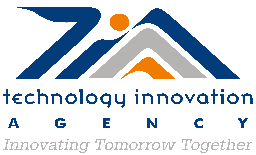 technology innovation
AGENCY
Innovating Tomorrow Together